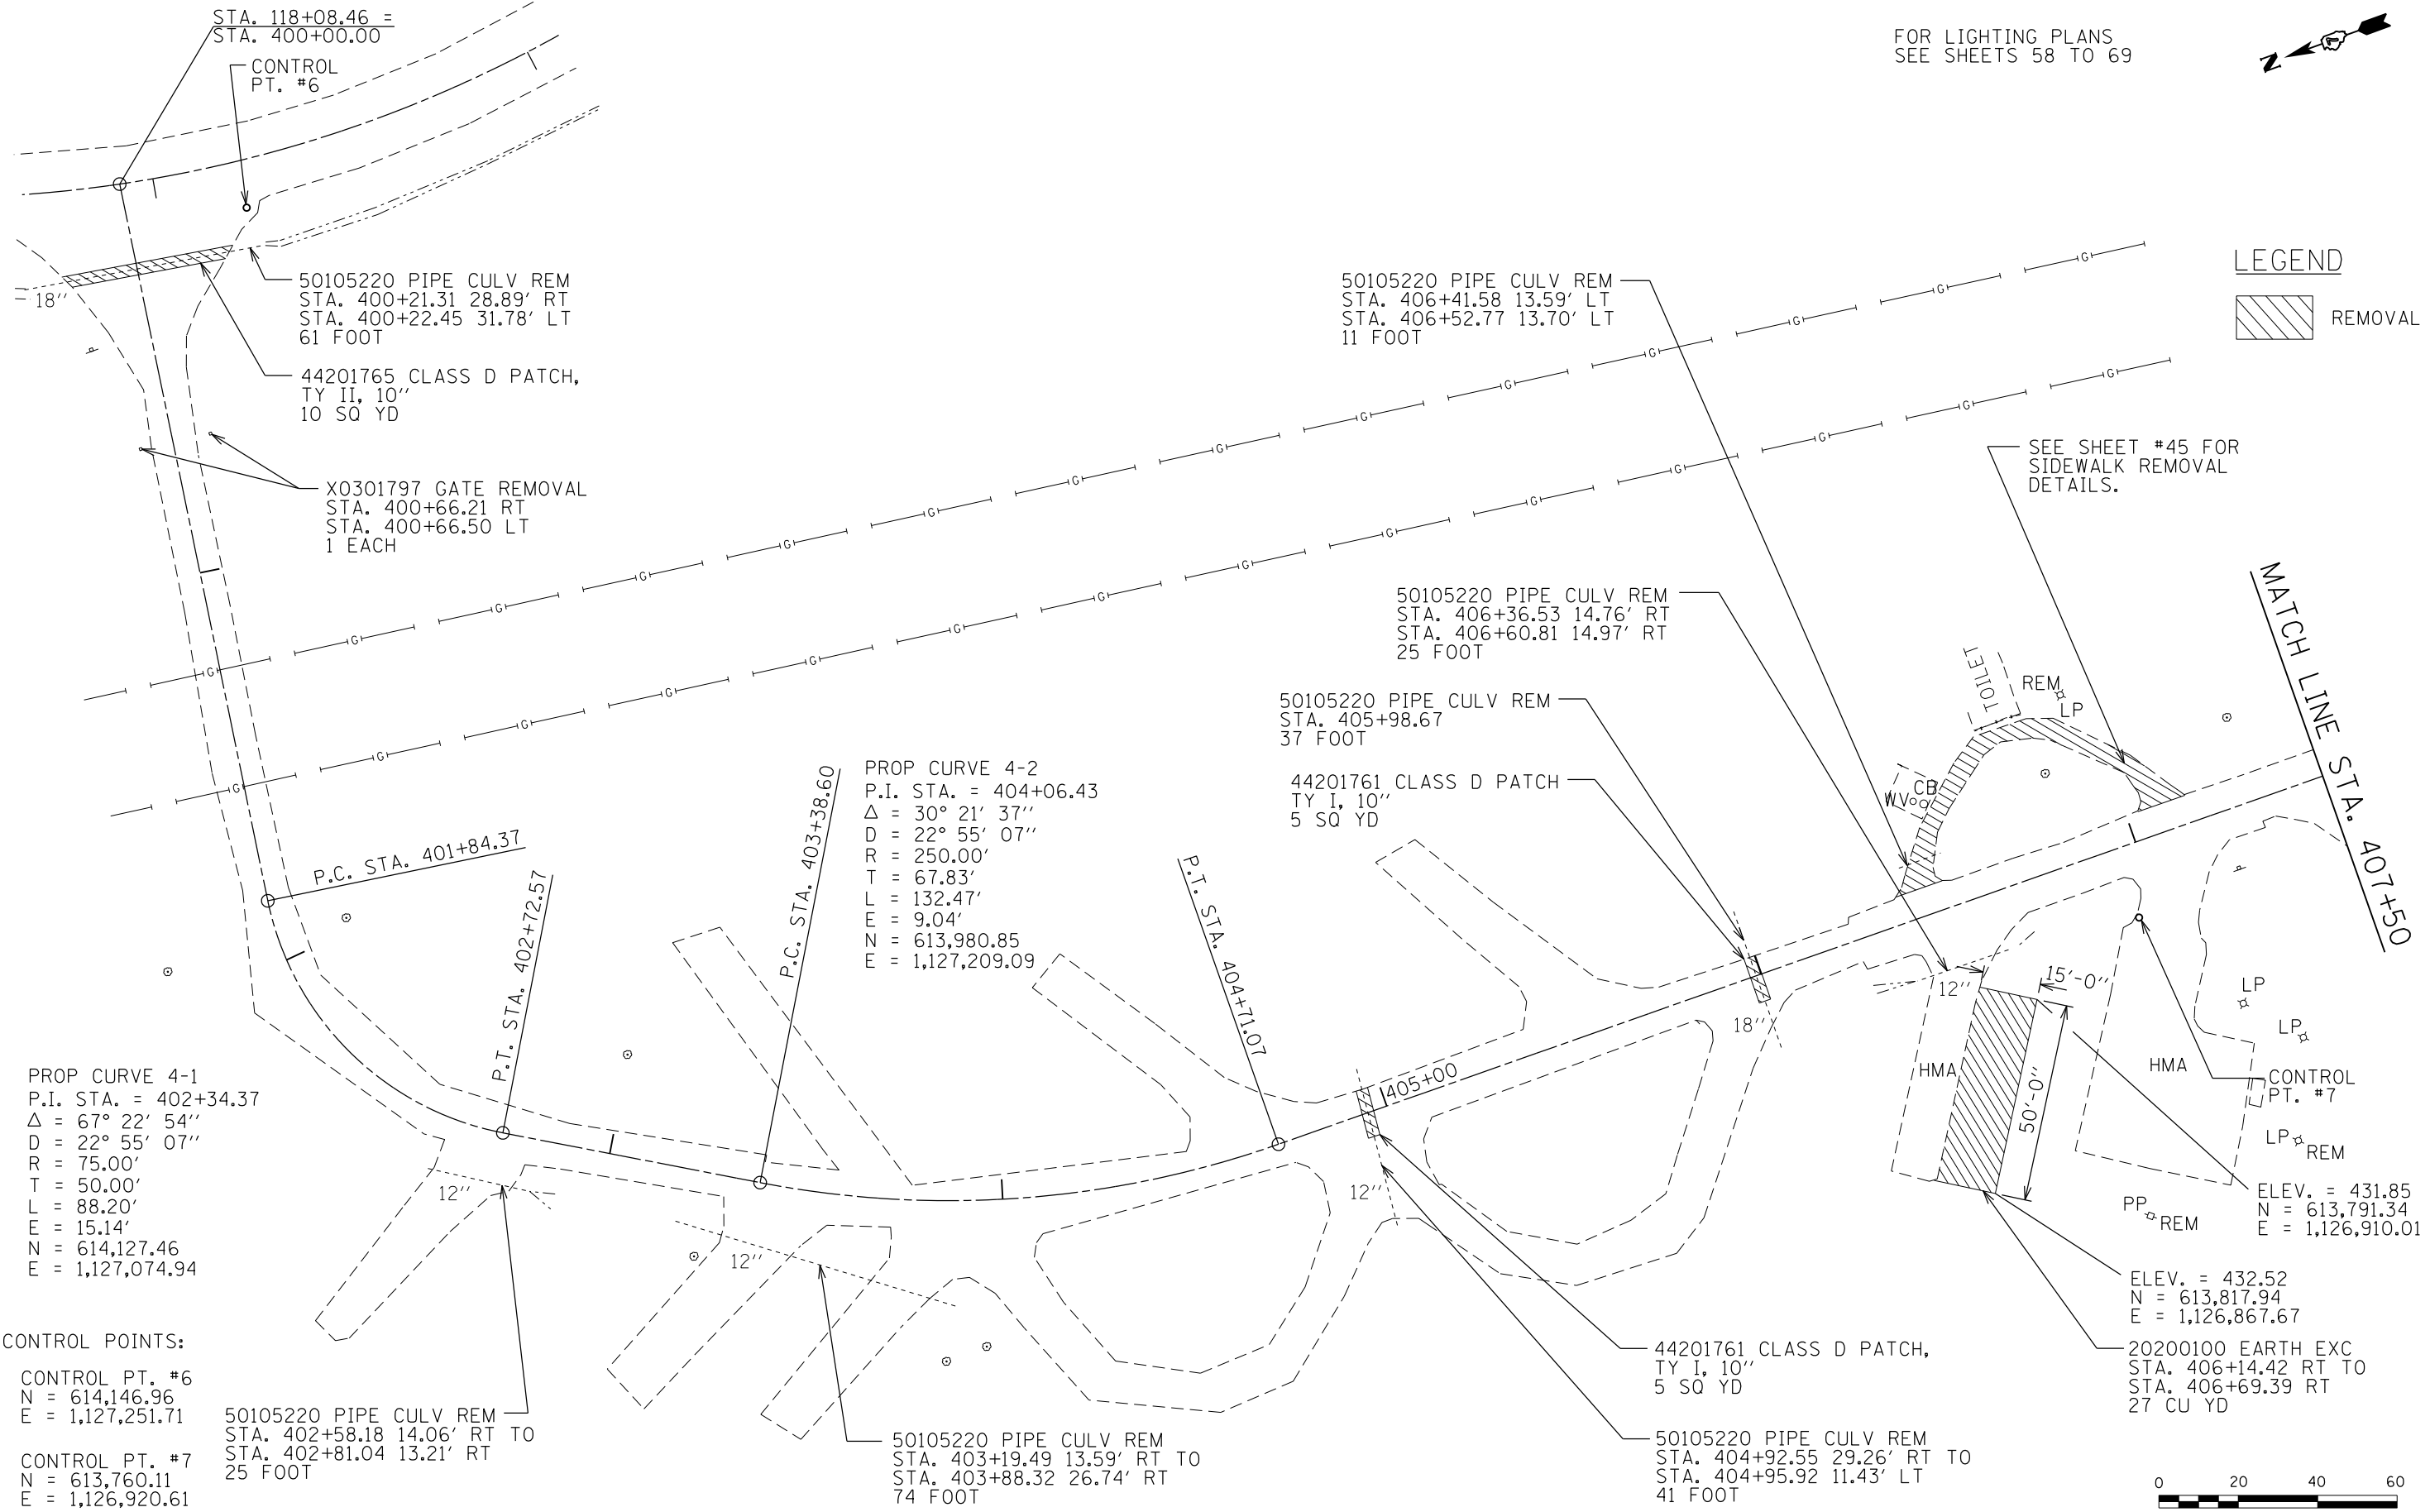 STA. 118+08.46 =
STA. 400+00.00
CONTROL
PT. #6
FOR LIGHTING PLANS
SEE SHEETS 58 TO 69
N
LEGEND
REMOVAL
18''
50105220 PIPE CULV REM
STA. 400+21.31 28.89' RT
STA. 400+22.45 31.78' LT
61 FOOT
44201765 CLASS D PATCH,
TY II, 10''
10 SQ YD
X0301797 GATE REMOVAL
STA. 400+66.21 RT
STA. 400+66.50 LT
1 EACH
50105220 PIPE CULV REM
STA. 406+41.58 13.59' LT
STA. 406+52.77 13.70' LT
11 FOOT
SEE SHEET #45 FOR
SIDEWALK REMOVAL
DETAILS.
G G G G G G G G G G G G G G
G G G G G G G G G G G G G G
50105220 PIPE CULV REM
STA. 406+36.53 14.76' RT
STA. 406+60.81 14.97' RT
25 FOOT
50105220 PIPE CULV REM
STA. 405+98.67
37 FOOT
44201761 CLASS D PATCH
TY I, 10''
5 SQ YD
TOILET
REM
LP
WV
CB
MATCH LINE STA. 407+50
P.C. STA. 401+84.37
P.T. STA. 402+72.57
P.C. STA. 403+38.60
PROP CURVE 4-2
P.I. STA. = 404+06.43
Δ = 30° 21' 37''
D = 22° 55' 07''
R = 250.00'
T = 67.83'
L = 132.47'
E = 9.04'
N = 613,980.85
E = 1,127,209.09
P.T. STA. 404+71.07
405+00
18''
12''
15'-0''
50'-0''
HMA
HMA
LP
LP
CONTROL
PT. #7
LP
REM
PP
REM
ELEV. = 431.85
N = 613,791.34
E = 1,126,910.01
ELEV. = 432.52
N = 613,817.94
E = 1,126,867.67
20200100 EARTH EXC
STA. 406+14.42 RT TO
STA. 406+69.39 RT
27 CU YD
PROP CURVE 4-1
P.I. STA. = 402+34.37
Δ = 67° 22' 54''
D = 22° 55' 07''
R = 75.00'
T = 50.00'
L = 88.20'
E = 15.14'
N = 614,127.46
E = 1,127,074.94
12''
12''
12''
CONTROL POINTS:
CONTROL PT. #6
N = 614,146.96
E = 1,127,251.71
CONTROL PT. #7
N = 613,760.11
E = 1,126,920.61
50105220 PIPE CULV REM
STA. 402+58.18 14.06' RT TO
STA. 402+81.04 13.21' RT
25 FOOT
50105220 PIPE CULV REM
STA. 403+19.49 13.59' RT TO
STA. 403+88.32 26.74' RT
74 FOOT
44201761 CLASS D PATCH,
TY I, 10''
5 SQ YD
50105220 PIPE CULV REM
STA. 404+92.55 29.26' RT TO
STA. 404+95.92 11.43' LT
41 FOOT
0 20 40 60